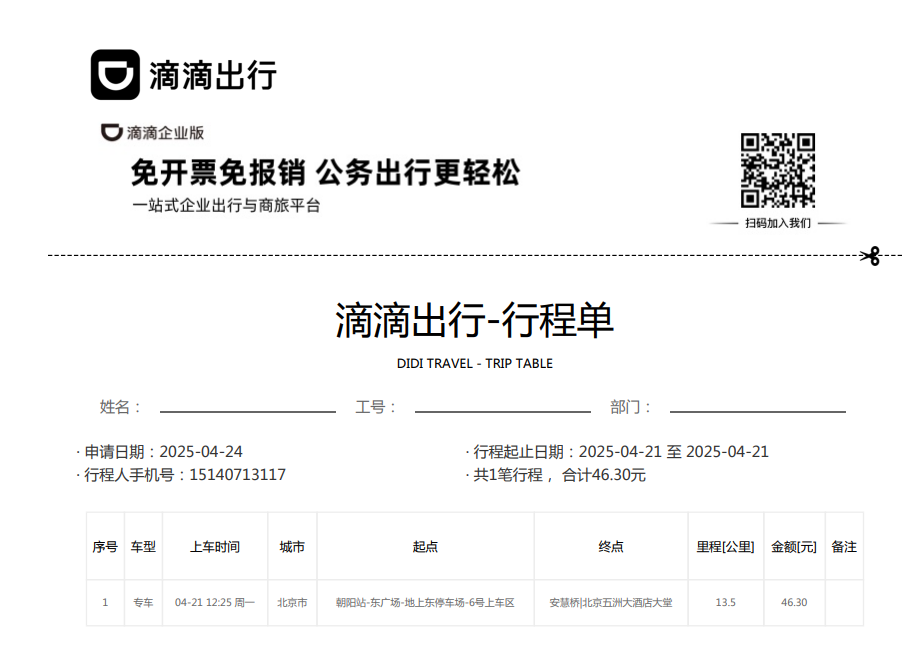 滴滴出行
滴滴企业版
免开票免报销 公务出行更轻松
一站式企业出行与商旅平台
扫码加入我们
滴滴出行-行程单
DIDI TRAVEL - TRIP TABLE
姓名： 工号： 部门：
· 申请日期：2025-04-24 · 行程起止日期：2025-04-21 至 2025-04-21
· 行程人手机号：15140713117 · 共1笔行程， 合计46.30元
序号 车型 上车时间 城市 起点 终点 里程[公里] 金额[元] 备注
1 专车 04-21 12:25 周一 北京市 朝阳站-东广场-地上东停车场-6号上车区 安慧桥|北京五洲大酒店大堂 13.5 46.30